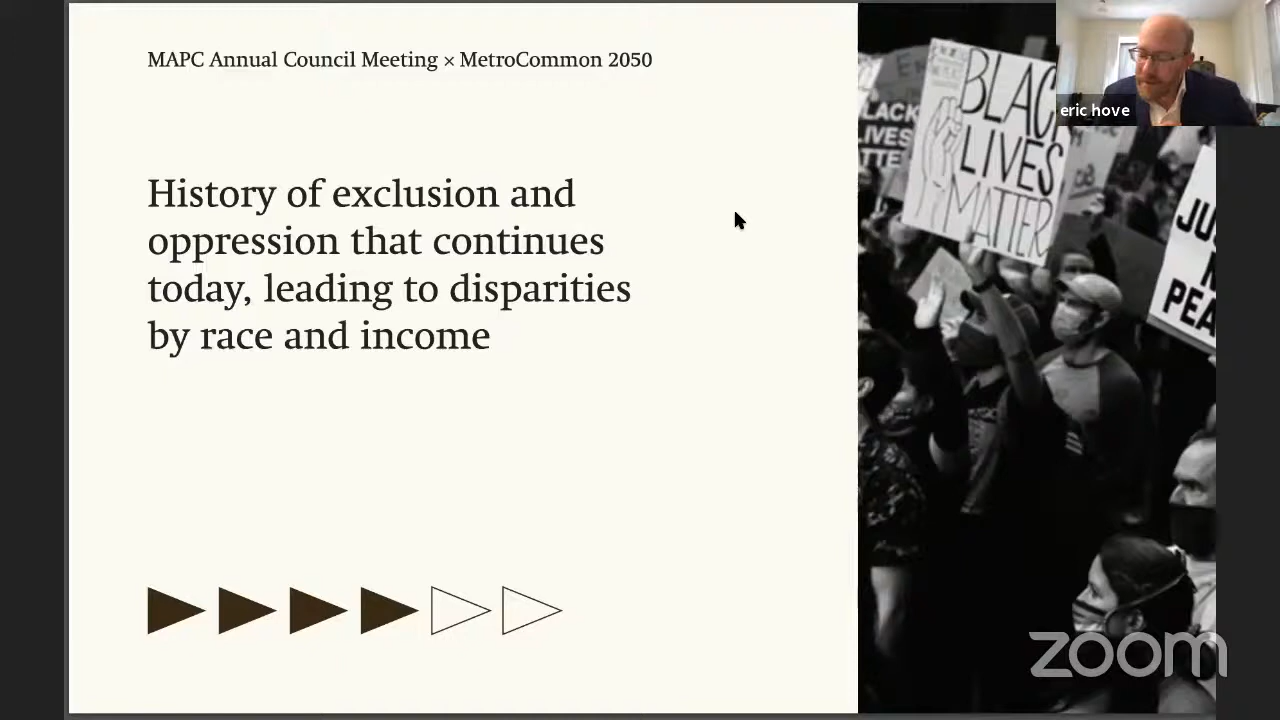 MAPC Annual Council Meeting × MetroCommon 2050
History of exclusion and
oppression that continues
today, leading to disparities
by race and income
BLACK
LIVES
MATTER
eric hove
zoom